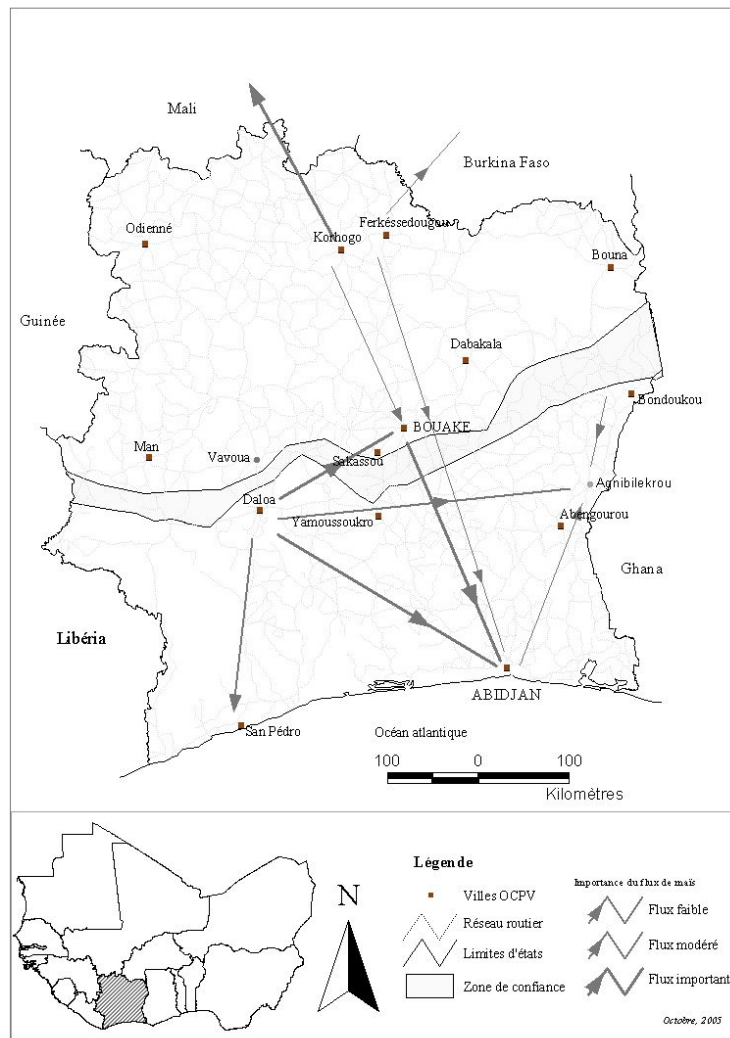 Mali
Burkina Faso
Ferkéssedougou
Odienné
Korhogo
Bouna
Guinée
Dabakala
Bondoukou
BOUAKE
Man
Vavoua
Sakassou
Agnibilekrou
Daloa
Yamoussoukro
Abengourou
Ghana
Libéria
ABIDJAN
San Pédro
Océan atlantique
100 0 100
Kilomètres
N
Légende
Villes OCPV
Réseau routier
Limites d'états
Zone de confiance
Importance du flux de maïs
Flux faible
Flux modéré
Flux important
Octobre, 2005